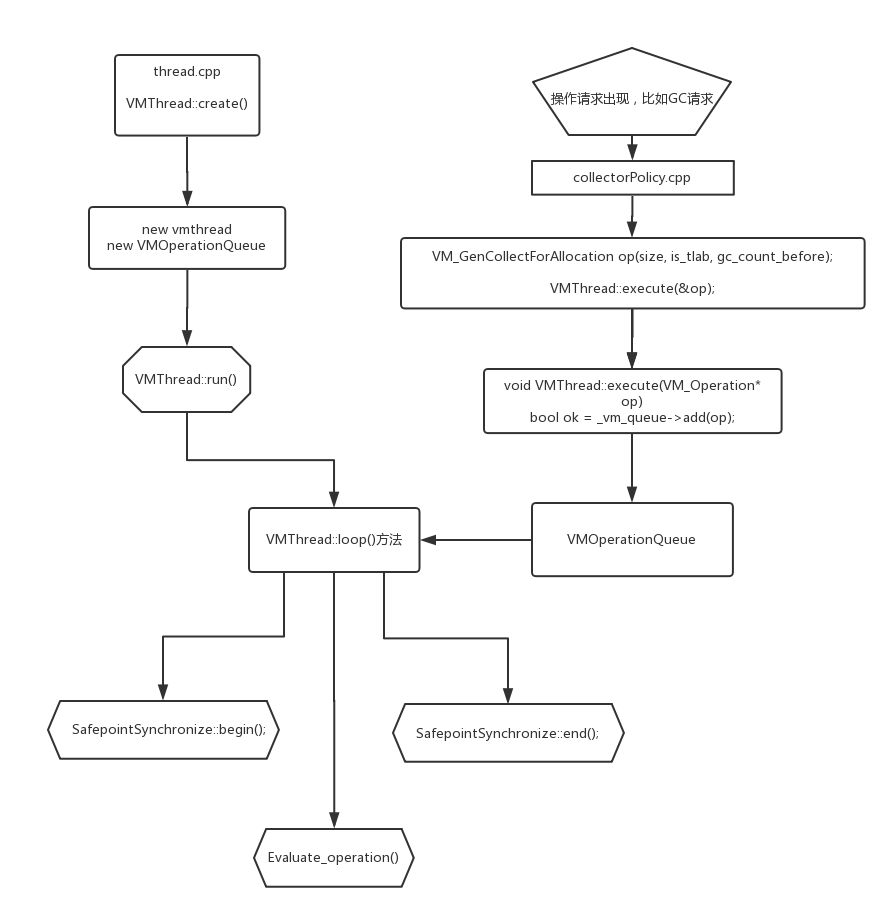 thread.cpp
VMThread::create()
操作请求出现，比如GC请求
collectorPolicy.cpp
new vmthread
new VMOperationQueue
VM_GenCollectForAllocation op(size, is_tlab, gc_count_before);
VMThread::execute(&op);
VMThread::run()
void VMThread::execute(VM_Operation*
op)
bool ok = _vm_queue->add(op);
VMThread::loop()方法
VMOperationQueue
SafepointSynchronize::begin();
SafepointSynchronize::end();
Evaluate_operation()